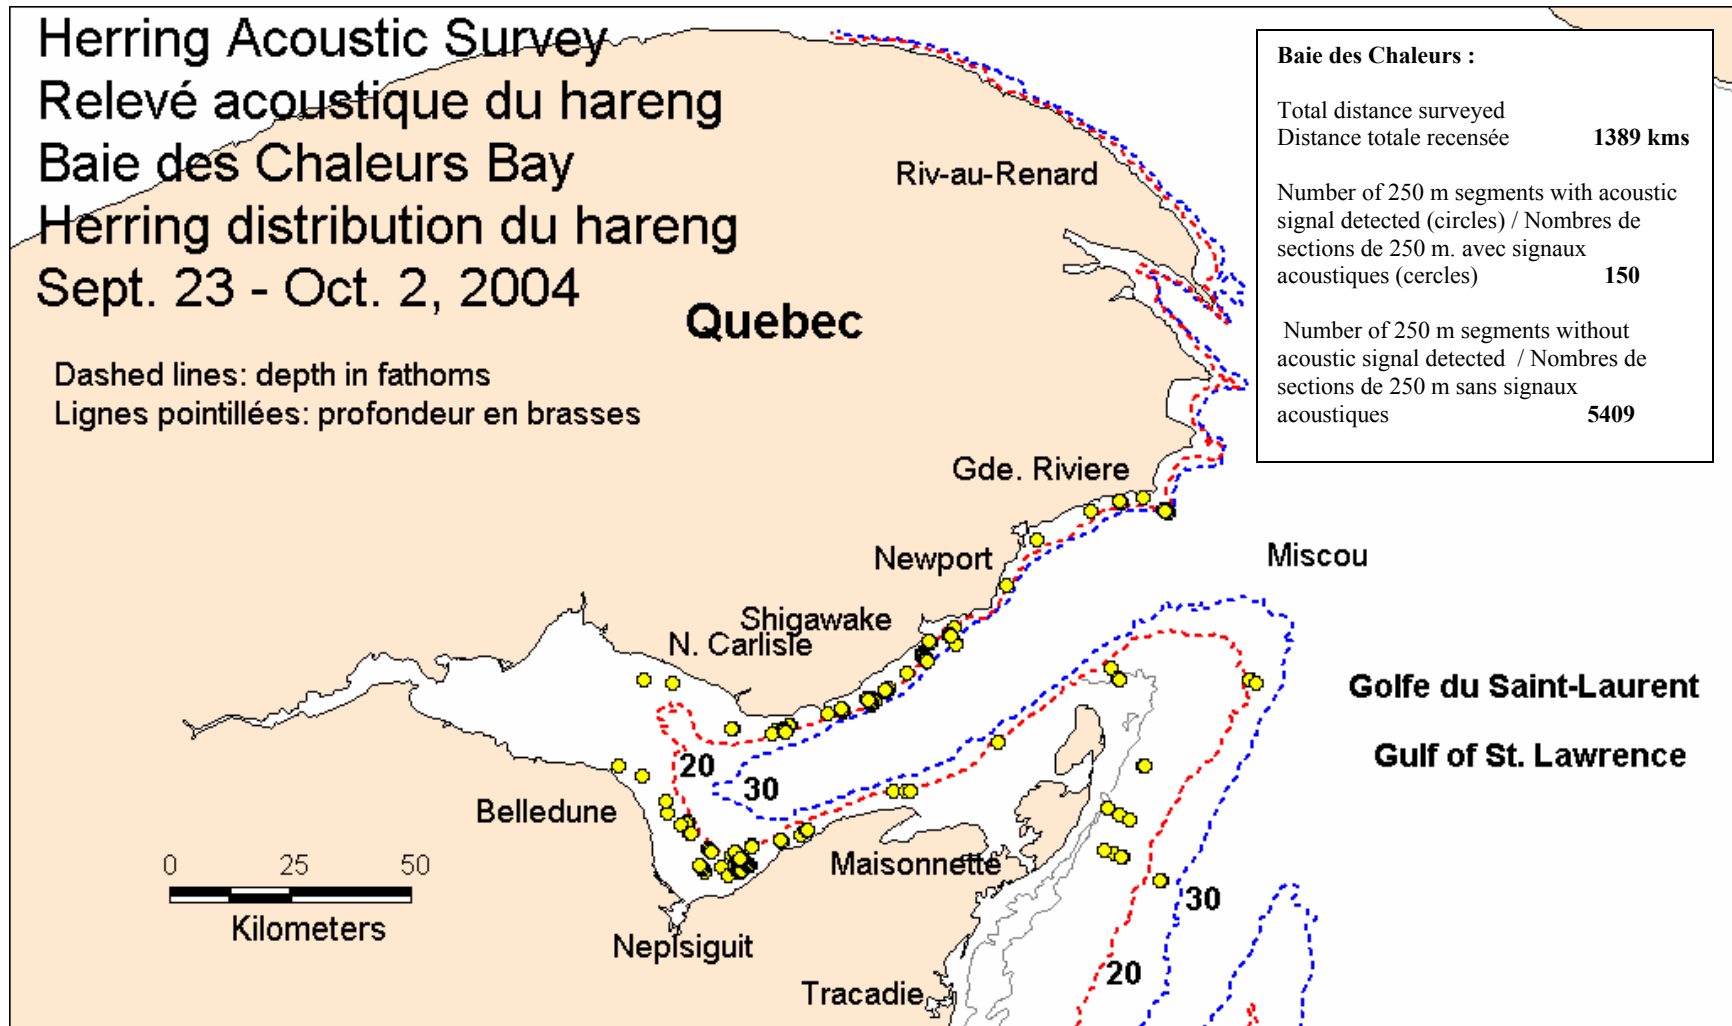 Herring Acoustic Survey
Relevé acoustique du hareng
Baie des Chaleurs Bay
Herring distribution du hareng
Sept. 23 - Oct. 2, 2004
Dashed lines: depth in fathoms
Lignes pointillées: profondeur en brasses
Baie des Chaleurs :
Total distance surveyed
Distance totale recensée 1389 kms
Number of 250 m segments with acoustic
signal detected (circles) / Nombres de
sections de 250 m. avec signaux
acoustiques (cercles) 150
Number of 250 m segments without
acoustic signal detected / Nombres de
sections de 250 m sans signaux
acoustiques 5409
Riv-au-Renard
Quebec
Gde. Riviere
Newport
Miscou
Shigawake
N. Carlisle
Golfe du Saint-Laurent
Gulf of St. Lawrence
20
30
Belledune
Maisonnette
0 25 50
Kilometers
30
Nepisiguit
20
Tracadie